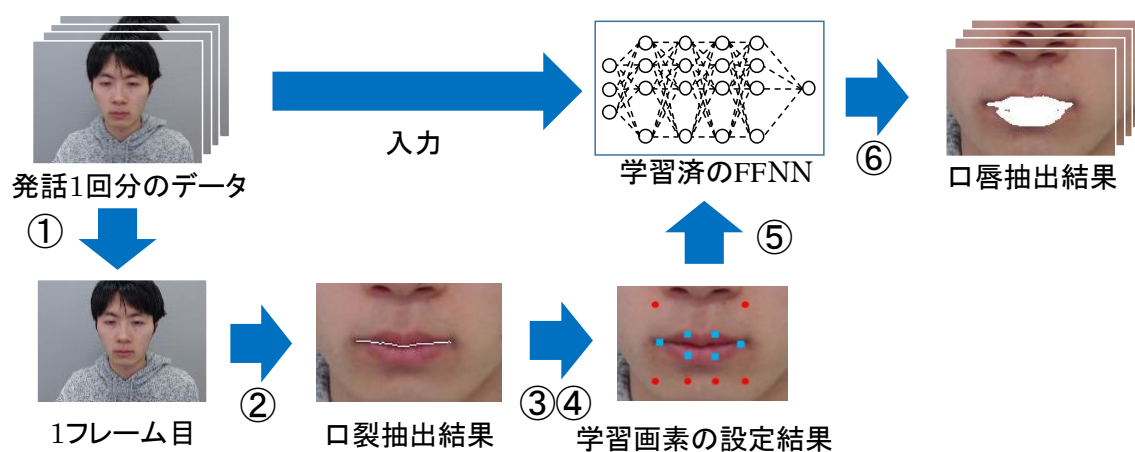 入力
学習済のFFNN
⑥
発話1回分のデータ
口唇抽出結果
①
⑤
②
③④
1フレーム目
口裂抽出結果
学習画素の設定結果